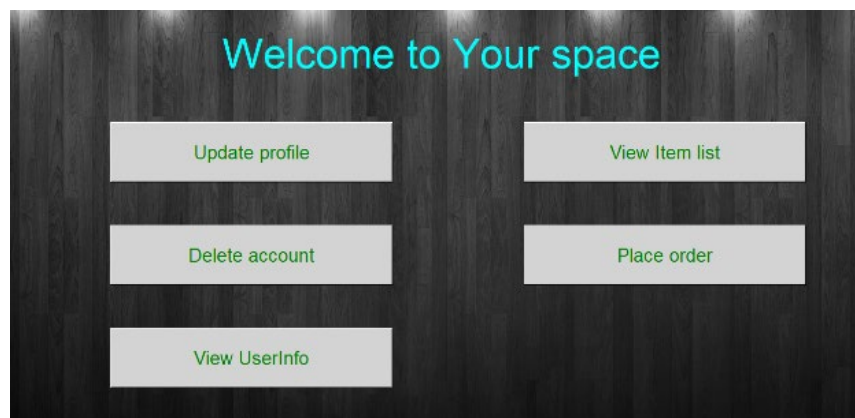 Welcome to Your space
Update profile
View Item list
Delete account
Place order
View UserInfo